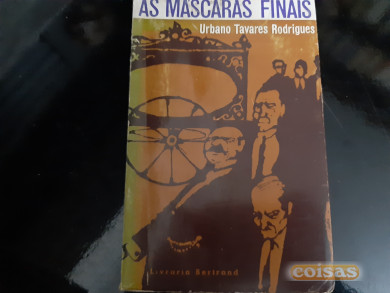 AS MÁSCARAS FINAIS
Urbano Tavares Rodrigues
Livraria Bertrand
coisas